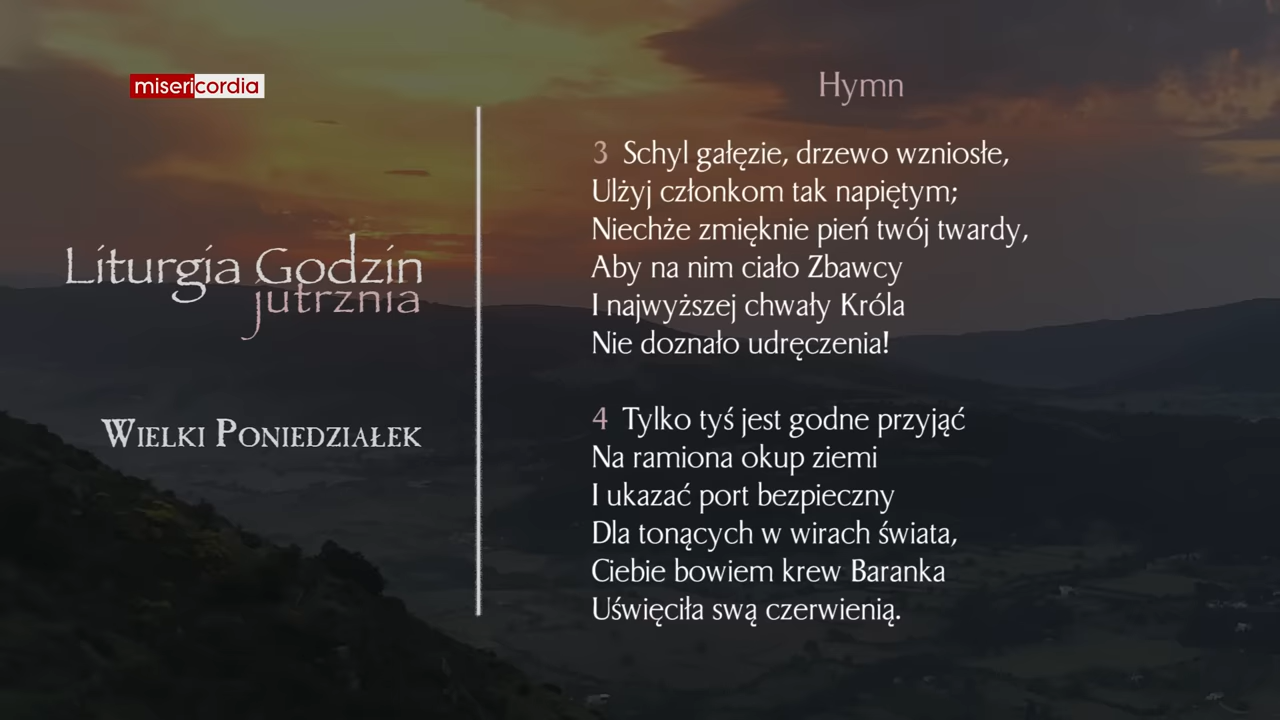 misericordia
Liturgia Godzin
jutrznia
Wielki Poniedziałek
Hymn
3 Schyl gałęzie, drzewo wzniosłe,
Ulżyj członkom tak napiętym;
Niechże zmięknie pień twój twardy,
Aby na nim ciało Zbawcy
I najwyższej chwały Króla
Nie doznało udręczenia!
4 Tylko tyś jest godne przyjąć
Na ramiona okup ziemi
I ukazać port bezpieczny
Dla tonących w wirach świata,
Ciebie bowiem krew Baranka
Uświęciła swą czerwienią.